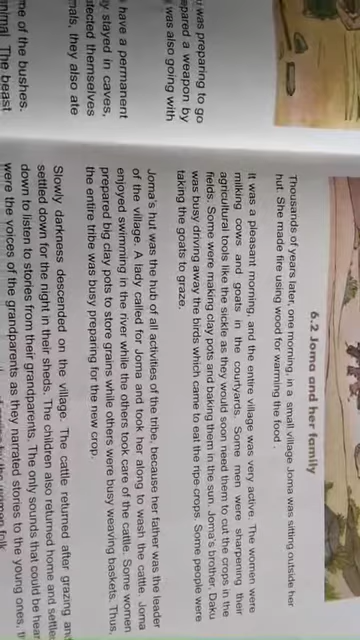 u was preparing to go
epared a weapon by
was also going with
have a permanent
y stayed in caves,
tected themselves
mals, they also ate
me of the bushes.
animal The beast
6.2 Joma and her family
Thousands of years later, one morning, in a small village Joma was sitting outside her
hut. She made fire using wood for warming the food .
It was a pleasant morning, and the entire village was very active. The women were
milking cows and goats in the courtyards. Some men were sharpening their
agricultural tools like the sickle as they would soon need them to cut the crops in the
fields. Some were making clay pots and baking them in the sun. Joma's brother, Daku
was busy driving away the birds which came to eat the ripe crops. Some people were
taking the goats to graze.
Joma's hut was the hub of all activities of the tribe, because her father was the leader
of the village. A lady called for Joma and took her along to wash the cattle. Joma
enjoyed swimming in the river while the others took care of the cattle. Some women
prepared big clay pots to store grains while others were busy weaving baskets. Thus,
the entire tribe was busy preparing for the new crop.
Slowly darkness descended on the village. The cattle returned after grazing and
settled down for the night in their sheds. The children also returned home and settle
down to listen to stories from their grandparents. The only sounds that could be hear
were the voices of the grandparents as they narrated stories to the young ones,